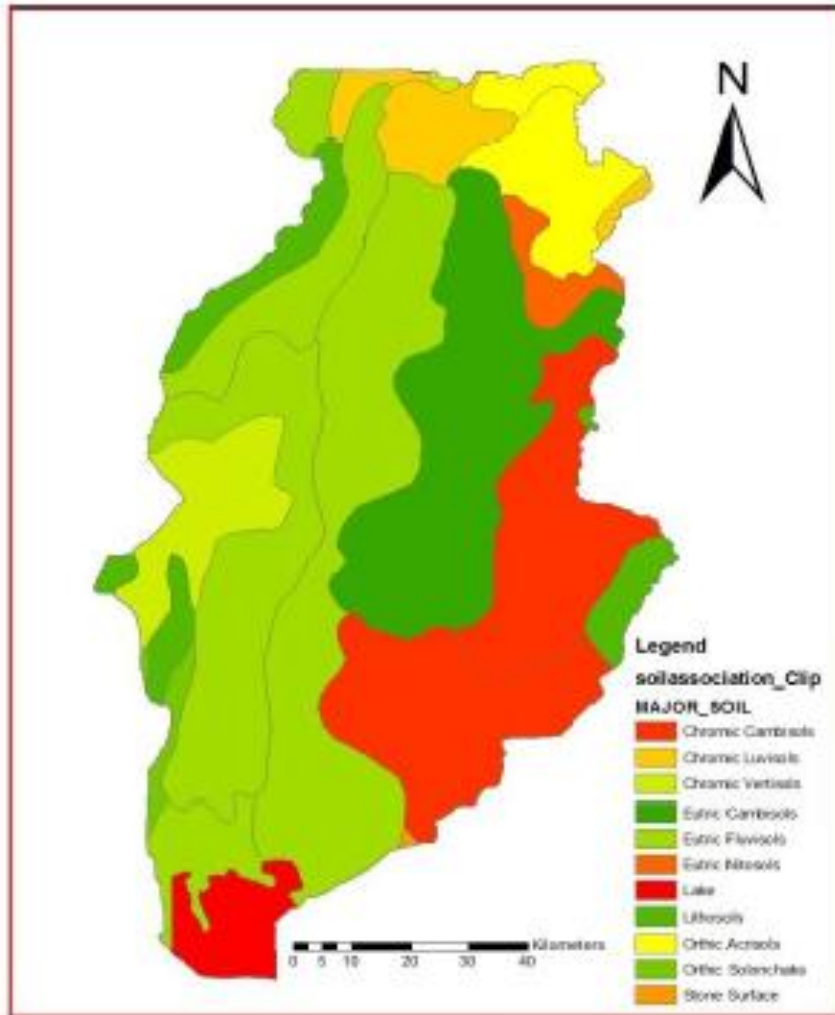 N
Legend
soilassociation_Clip
MAJOR_SOIL
Chromic Cambisols
Chromic Luvisols
Chromic Vertisols
Eutric Cambisols
Eutric Fluvisols
Eutric Nitosols
Lake
Lithosols
Orthic Acrisols
Orthic Solonchaks
Stone Surface
Kilometers
0 5 10 20 30 40